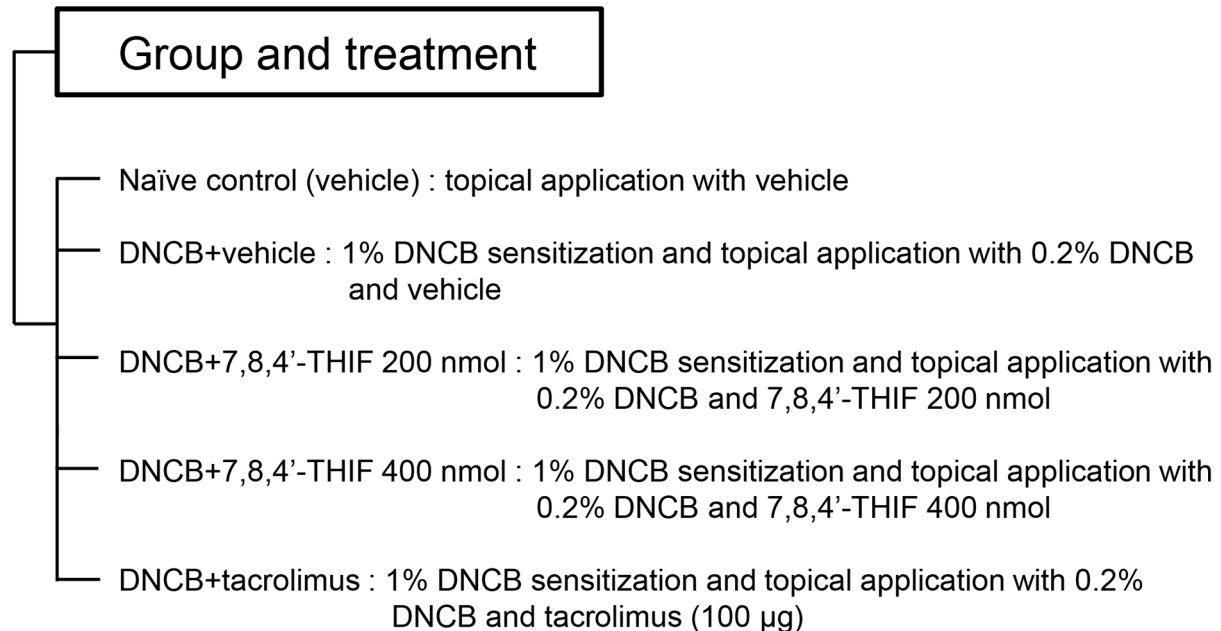 Group and treatment
Naïve control (vehicle) : topical application with vehicle
DNCB+vehicle : 1% DNCB sensitization and topical application with 0.2% DNCB
and vehicle
DNCB+7,8,4’-THIF 200 nmol : 1% DNCB sensitization and topical application with
0.2% DNCB and 7,8,4’-THIF 200 nmol
DNCB+7,8,4’-THIF 400 nmol : 1% DNCB sensitization and topical application with
0.2% DNCB and 7,8,4’-THIF 400 nmol
DNCB+tacrolimus : 1% DNCB sensitization and topical application with 0.2%
DNCB and tacrolimus (100 μg)